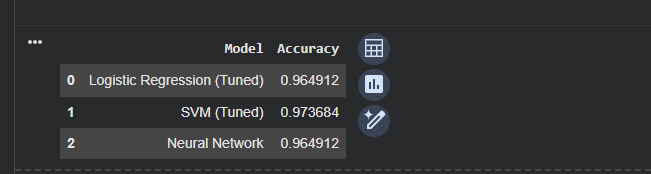 Model Accuracy
0 Logistic Regression (Tuned) 0.964912
1 SVM (Tuned) 0.973684
2 Neural Network 0.964912